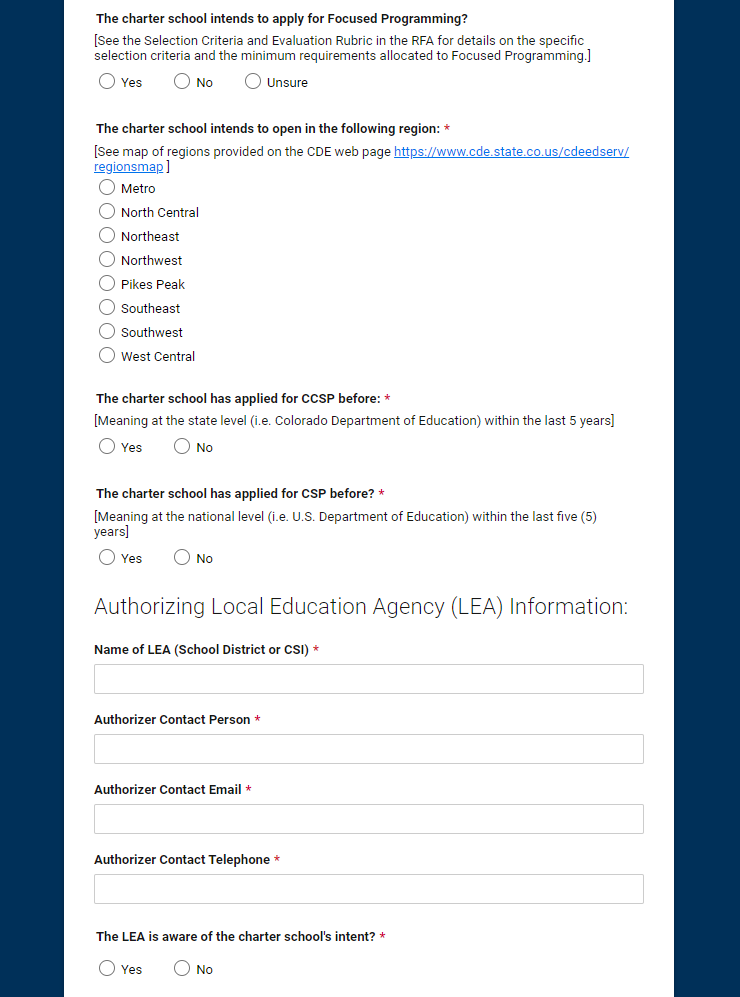 The charter school intends to apply for Focused Programming?
[See the Selection Criteria and Evaluation Rubric in the RFA for details on the specific
selection criteria and the minimum requirements allocated to Focused Programming.]
Yes No Unsure
The charter school intends to open in the following region: *
[See map of regions provided on the CDE web page https://www.cde.state.co.us/cdeedserv/
regionsmap ]
Metro
North Central
Northeast
Northwest
Pikes Peak
Southeast
Southwest
West Central
The charter school has applied for CCSP before: *
[Meaning at the state level (i.e. Colorado Department of Education) within the last 5 years]
Yes No
The charter school has applied for CSP before? *
[Meaning at the national level (i.e. U.S. Department of Education) within the last five (5)
years]
Yes No
Authorizing Local Education Agency (LEA) Information:
Name of LEA (School District or CSI) *
Authorizer Contact Person *
Authorizer Contact Email *
Authorizer Contact Telephone *
The LEA is aware of the charter school's intent? *
Yes No